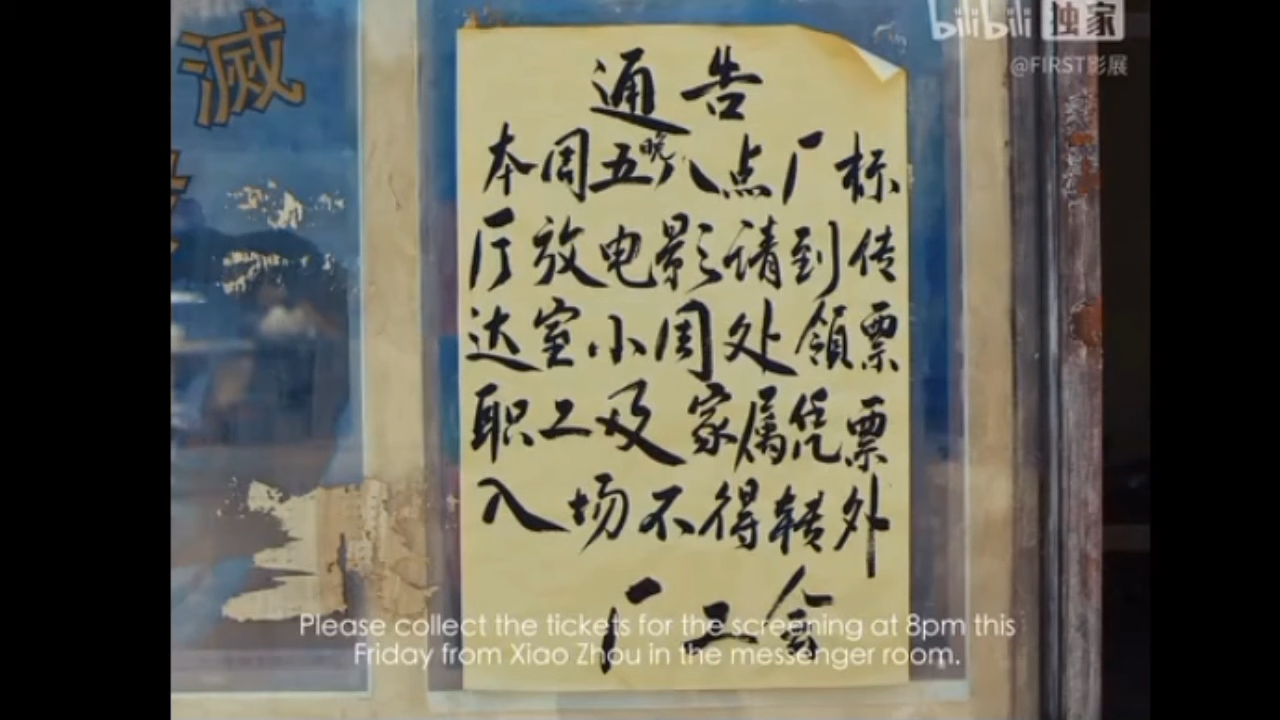 滅
bilibili 独家
@FIRST影展
通告
本周五晚八点厂标
厅放电影请到传
达室小周处领票
职工及家属凭票
入场不得转外
厂工会
Please collect the tickets for the screening at 8pm this
Friday from Xiao Zhou in the messenger room.